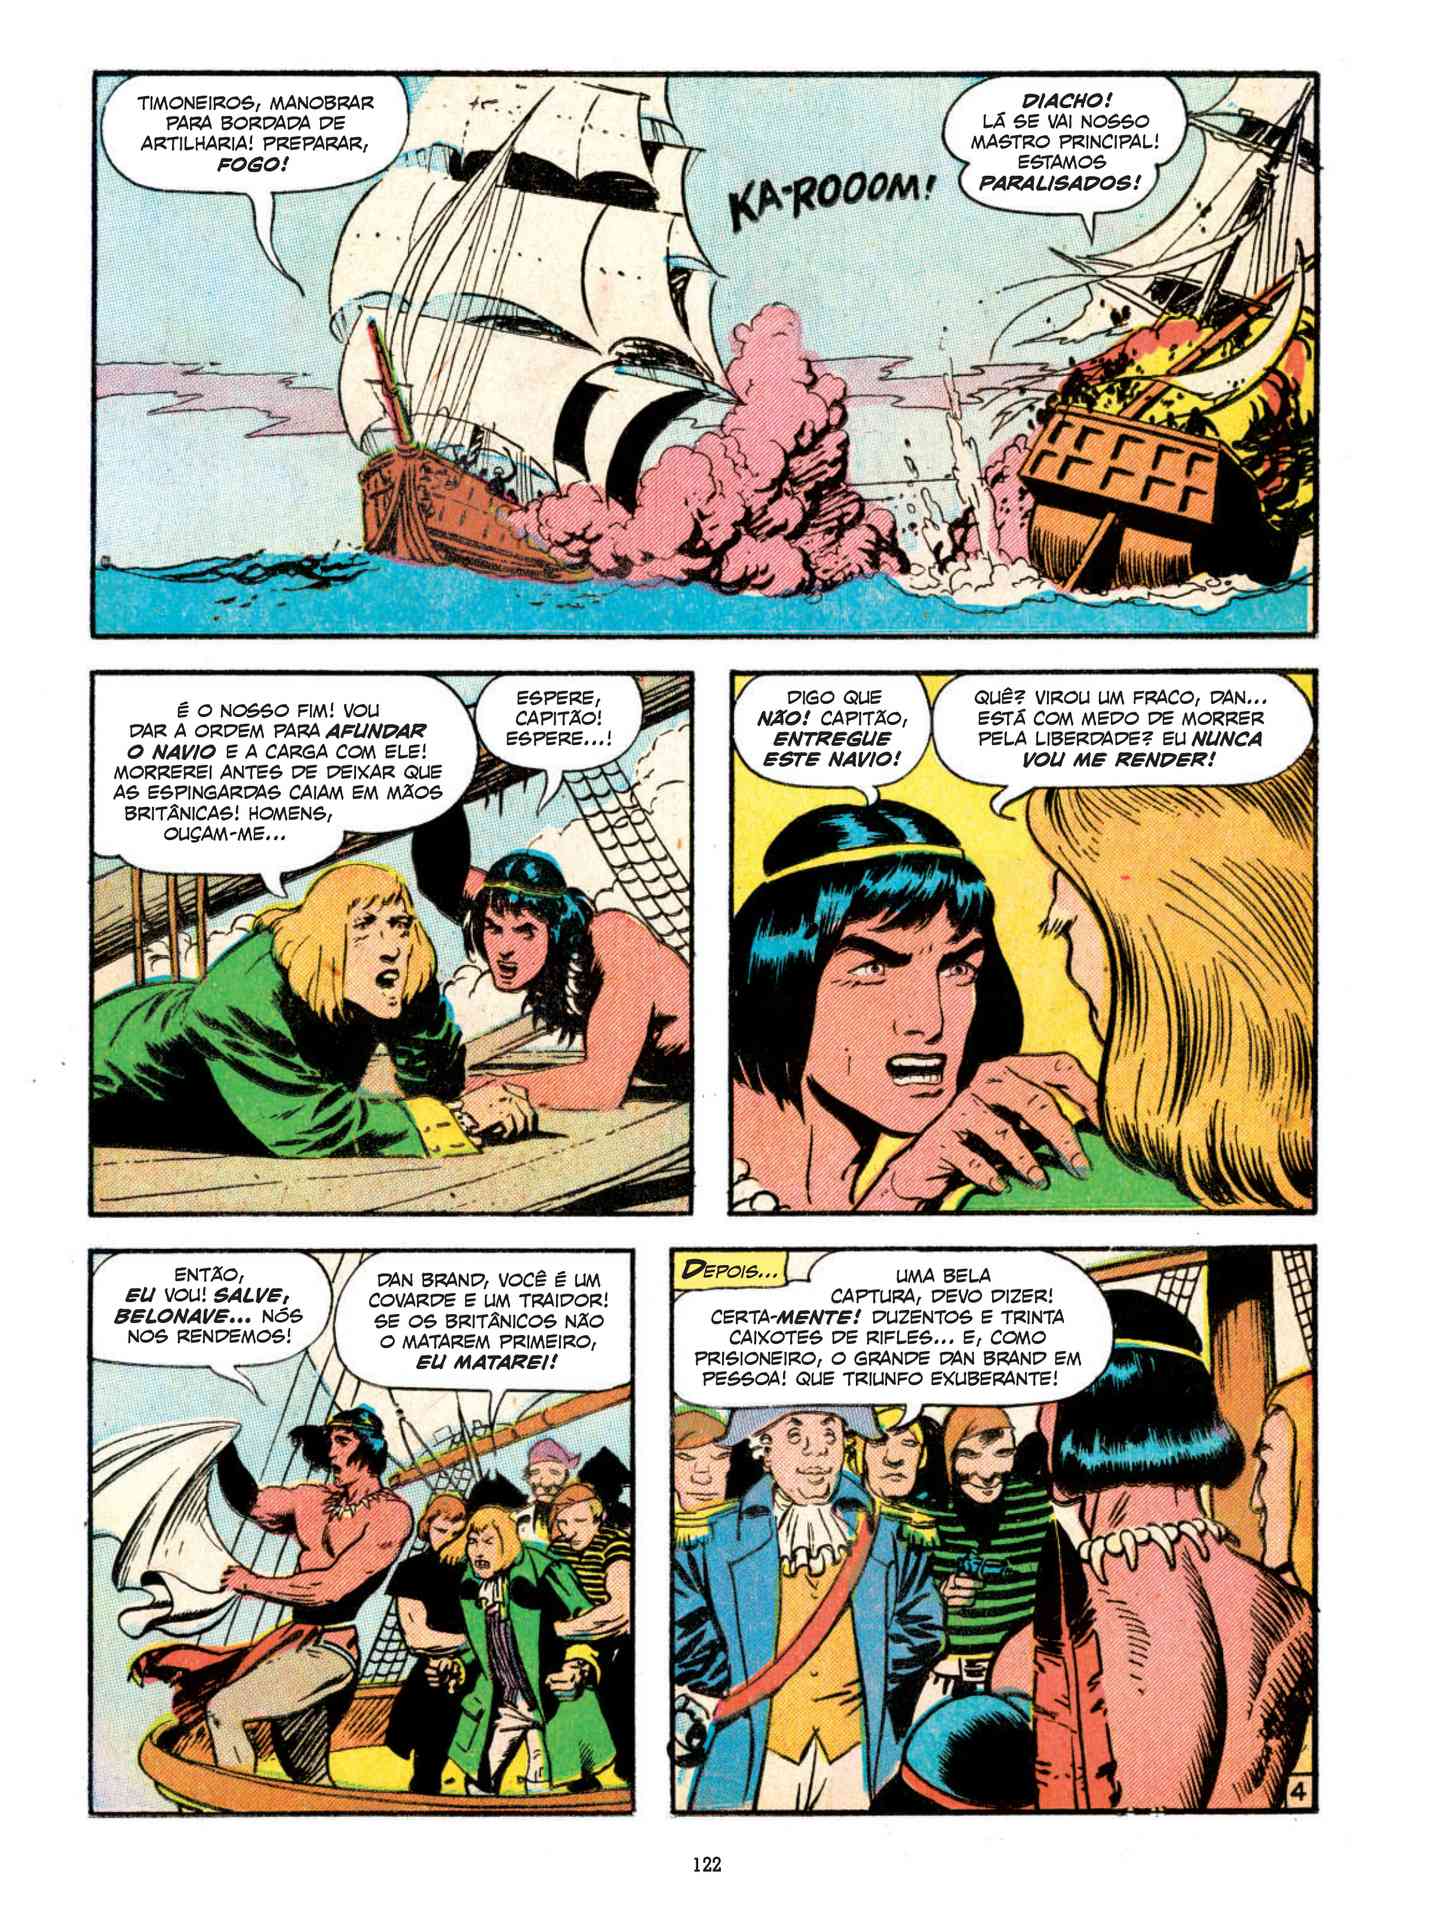 TIMONEIROS, MANOBRAR
PARA BORDADA DE
ARTILHARIA! PREPARAR,
FOGO!
KA-ROOOM!
DIACHO!
LÁ SE VAI NOSSO
MASTRO PRINCIPAL!
ESTAMOS
PARALISADOS!
É O NOSSO FIM! VOU
DAR A ORDEM PARA AFUNDAR
O NAVIO E A CARGA COM ELE!
MORREREI ANTES DE DEIXAR QUE
AS ESPINGARDAS CAIAM EM MÃOS
BRITÂNICAS! HOMENS,
OUÇAM-ME...
ESPERE,
CAPITÃO!
ESPERE...!
DIGO QUE
NÃO! CAPITÃO,
ENTREGUE
ESTE NAVIO!
QUÊ? VIROU UM FRACO, DAN...
ESTÁ COM MEDO DE MORRER
PELA LIBERDADE? EU NUNCA
VOU ME RENDER!
ENTÃO,
EU VOU! SALVE,
BELONAVE... NÓS
NOS RENDEMOS!
DAN BRAND, VOCÊ É UM
COVARDE E UM TRAIDOR!
SE OS BRITÂNICOS NÃO
O MATAREM PRIMEIRO,
EU MATAREI!
DEPOIS...
UMA BELA
CAPTURA, DEVO DIZER!
CERTA-MENTE! DUZENTOS E TRINTA
CAIXOTES DE RIFLES... E, COMO
PRISIONEIRO, O GRANDE DAN BRAND EM
PESSOA! QUE TRIUNFO EXUBERANTE!
4
122